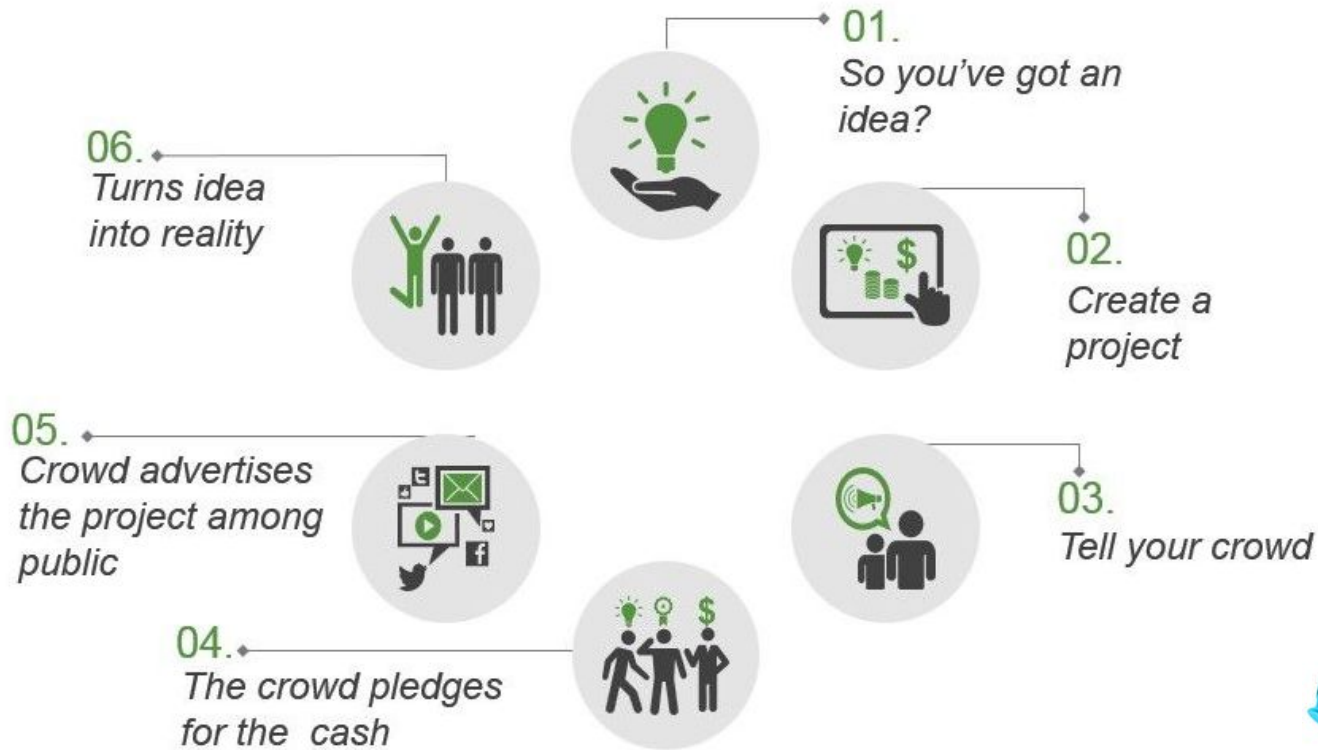 01.
So you've got an
idea?
02.
Create a
project
03.
Tell your crowd
04.
The crowd pledges
for the cash
05.
Crowd advertises
the project among
public
06.
Turns idea
into reality
$
$
t
f